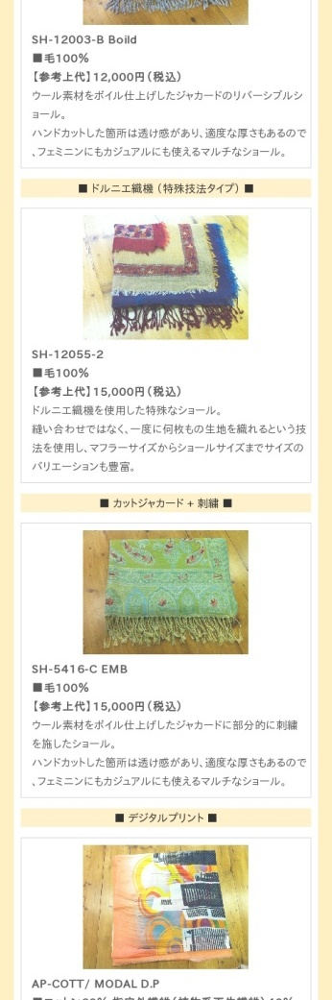 SH-12003-B Boild
■毛100%
【参考上代】12,000円（税込）
ウール素材をボイル仕上げしたジャカードのリバーシブルシ
ョール。
ハンドカットした箇所は透け感があり、適度な厚さもあるので
、フェミニンにもカジュアルにも使えるマルチなショール。
■ ドルニエ織機（特殊技法タイプ） ■
SH-12055-2
■毛100%
【参考上代】15,000円（税込）
ドルニエ織機を使用した特殊なショール。
縫い合わせではなく、一度に何枚もの生地を織れるという技
法を使用し、マフラーサイズからショールサイズまでサイズの
バリエーションも豊富。
■ カットジャカード + 刺繍 ■
SH-5416-C EMB
■毛100%
【参考上代】15,000円（税込）
ウール素材をボイル仕上げしたジャカードに部分的に刺繍
を施したショール。
ハンドカットした箇所は透け感があり、適度な厚さもあるので
、フェミニンにもカジュアルにも使えるマルチなショール。
■ デジタルプリント ■
AP-COTT/ MODAL D.P